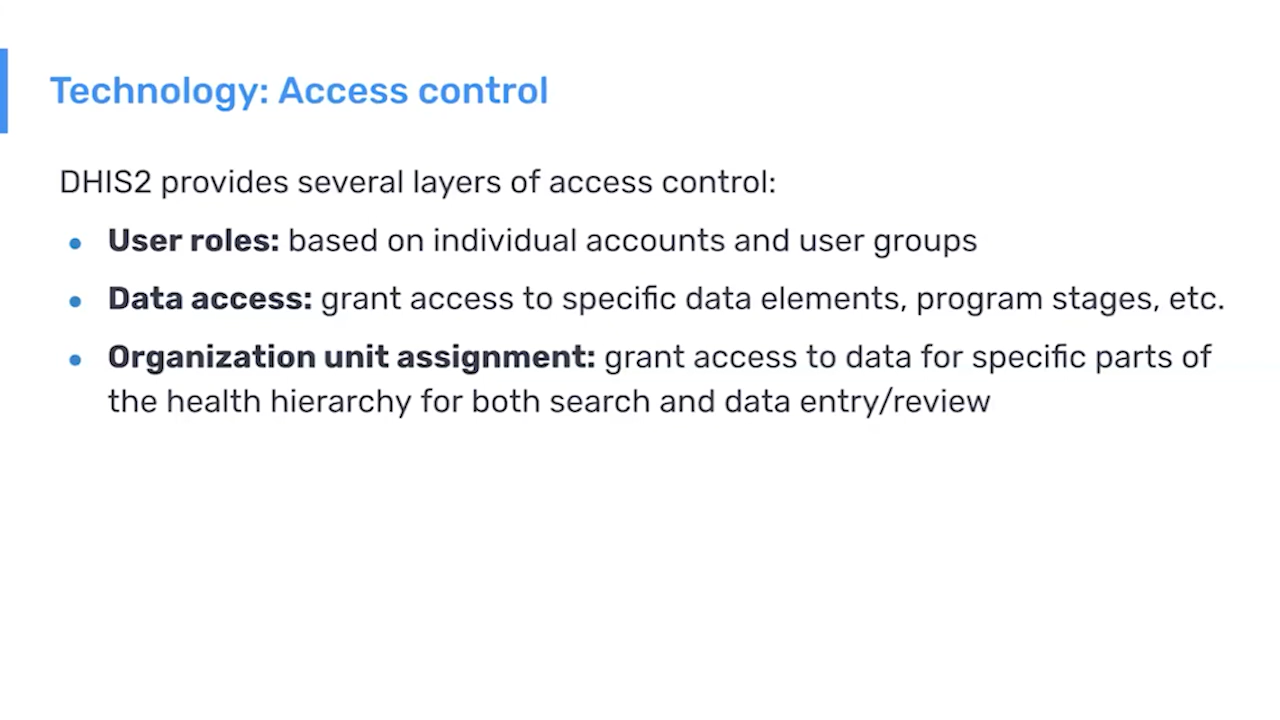 Technology: Access control
DHIS2 provides several layers of access control:
• User roles: based on individual accounts and user groups
• Data access: grant access to specific data elements, program stages, etc.
• Organization unit assignment: grant access to data for specific parts of
the health hierarchy for both search and data entry/review